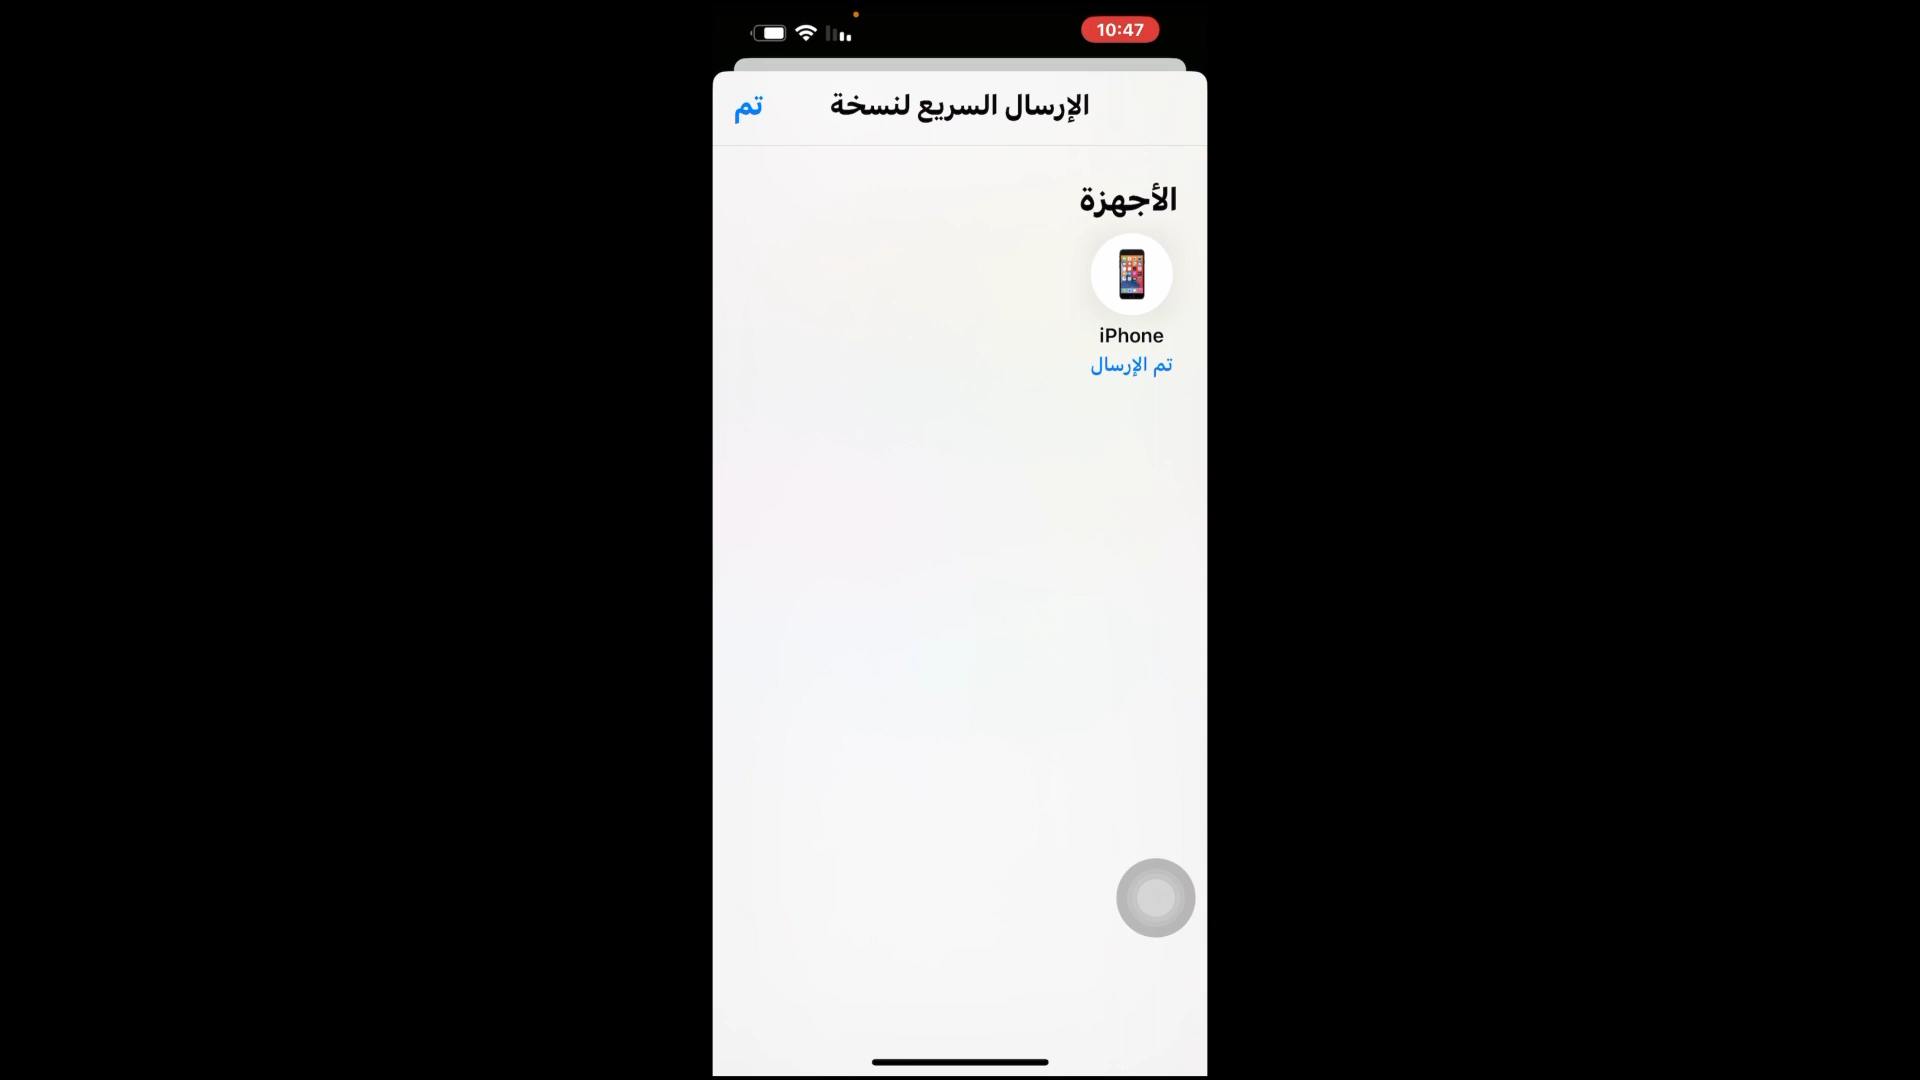 10:47
الإرسال السريع لنسخة
تم
الأجهزة
iPhone
تم الإرسال